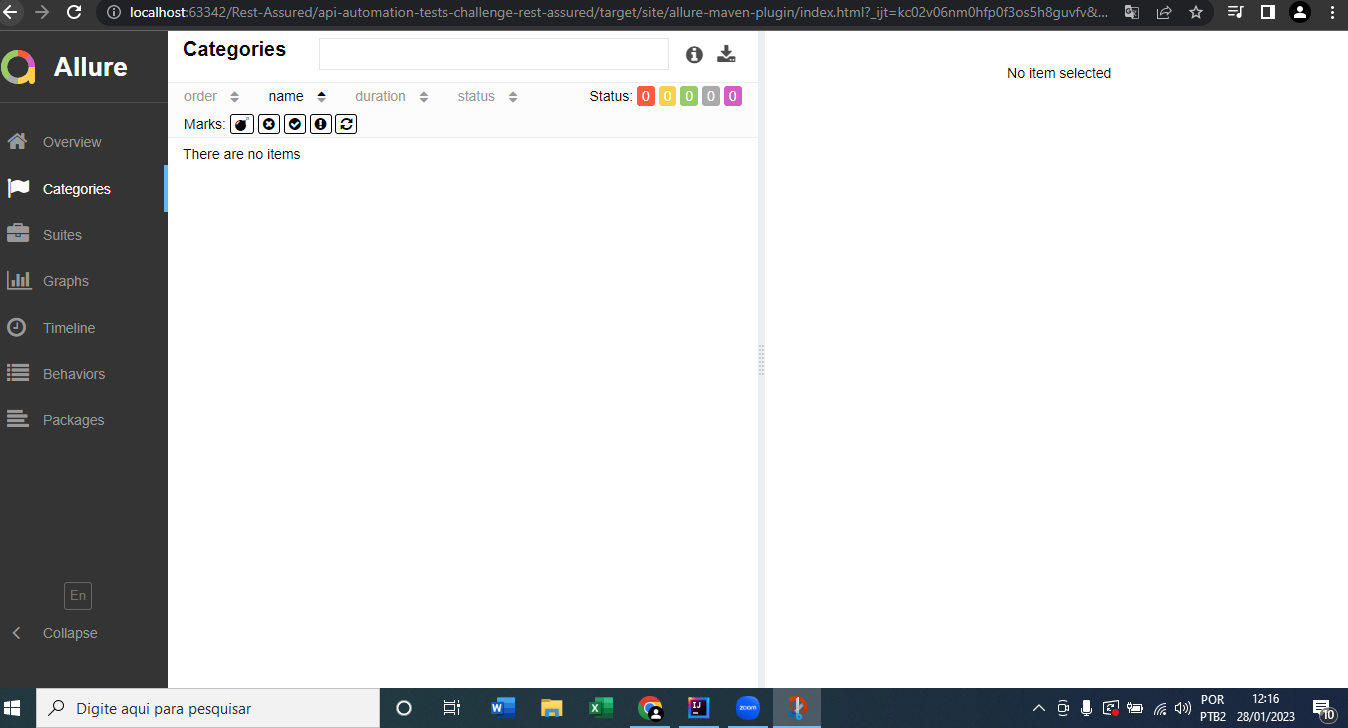 localhost:63342/Rest-Assured/api-automation-tests-challenge-rest-assured/target/site/allure-maven-plugin/index.html?_ijt=kc02v06nm0hfp0f3os5h8guvfv&...
Allure
Overview
Categories
Suites
Graphs
Timeline
Behaviors
Packages
En
Collapse
Categories
order name duration status Status: 0 0 0 0 0
Marks:
There are no items
No item selected
Digite aqui para pesquisar
W
X
IJ
zoom
POR
PTB2
12:16
28/01/2023
10